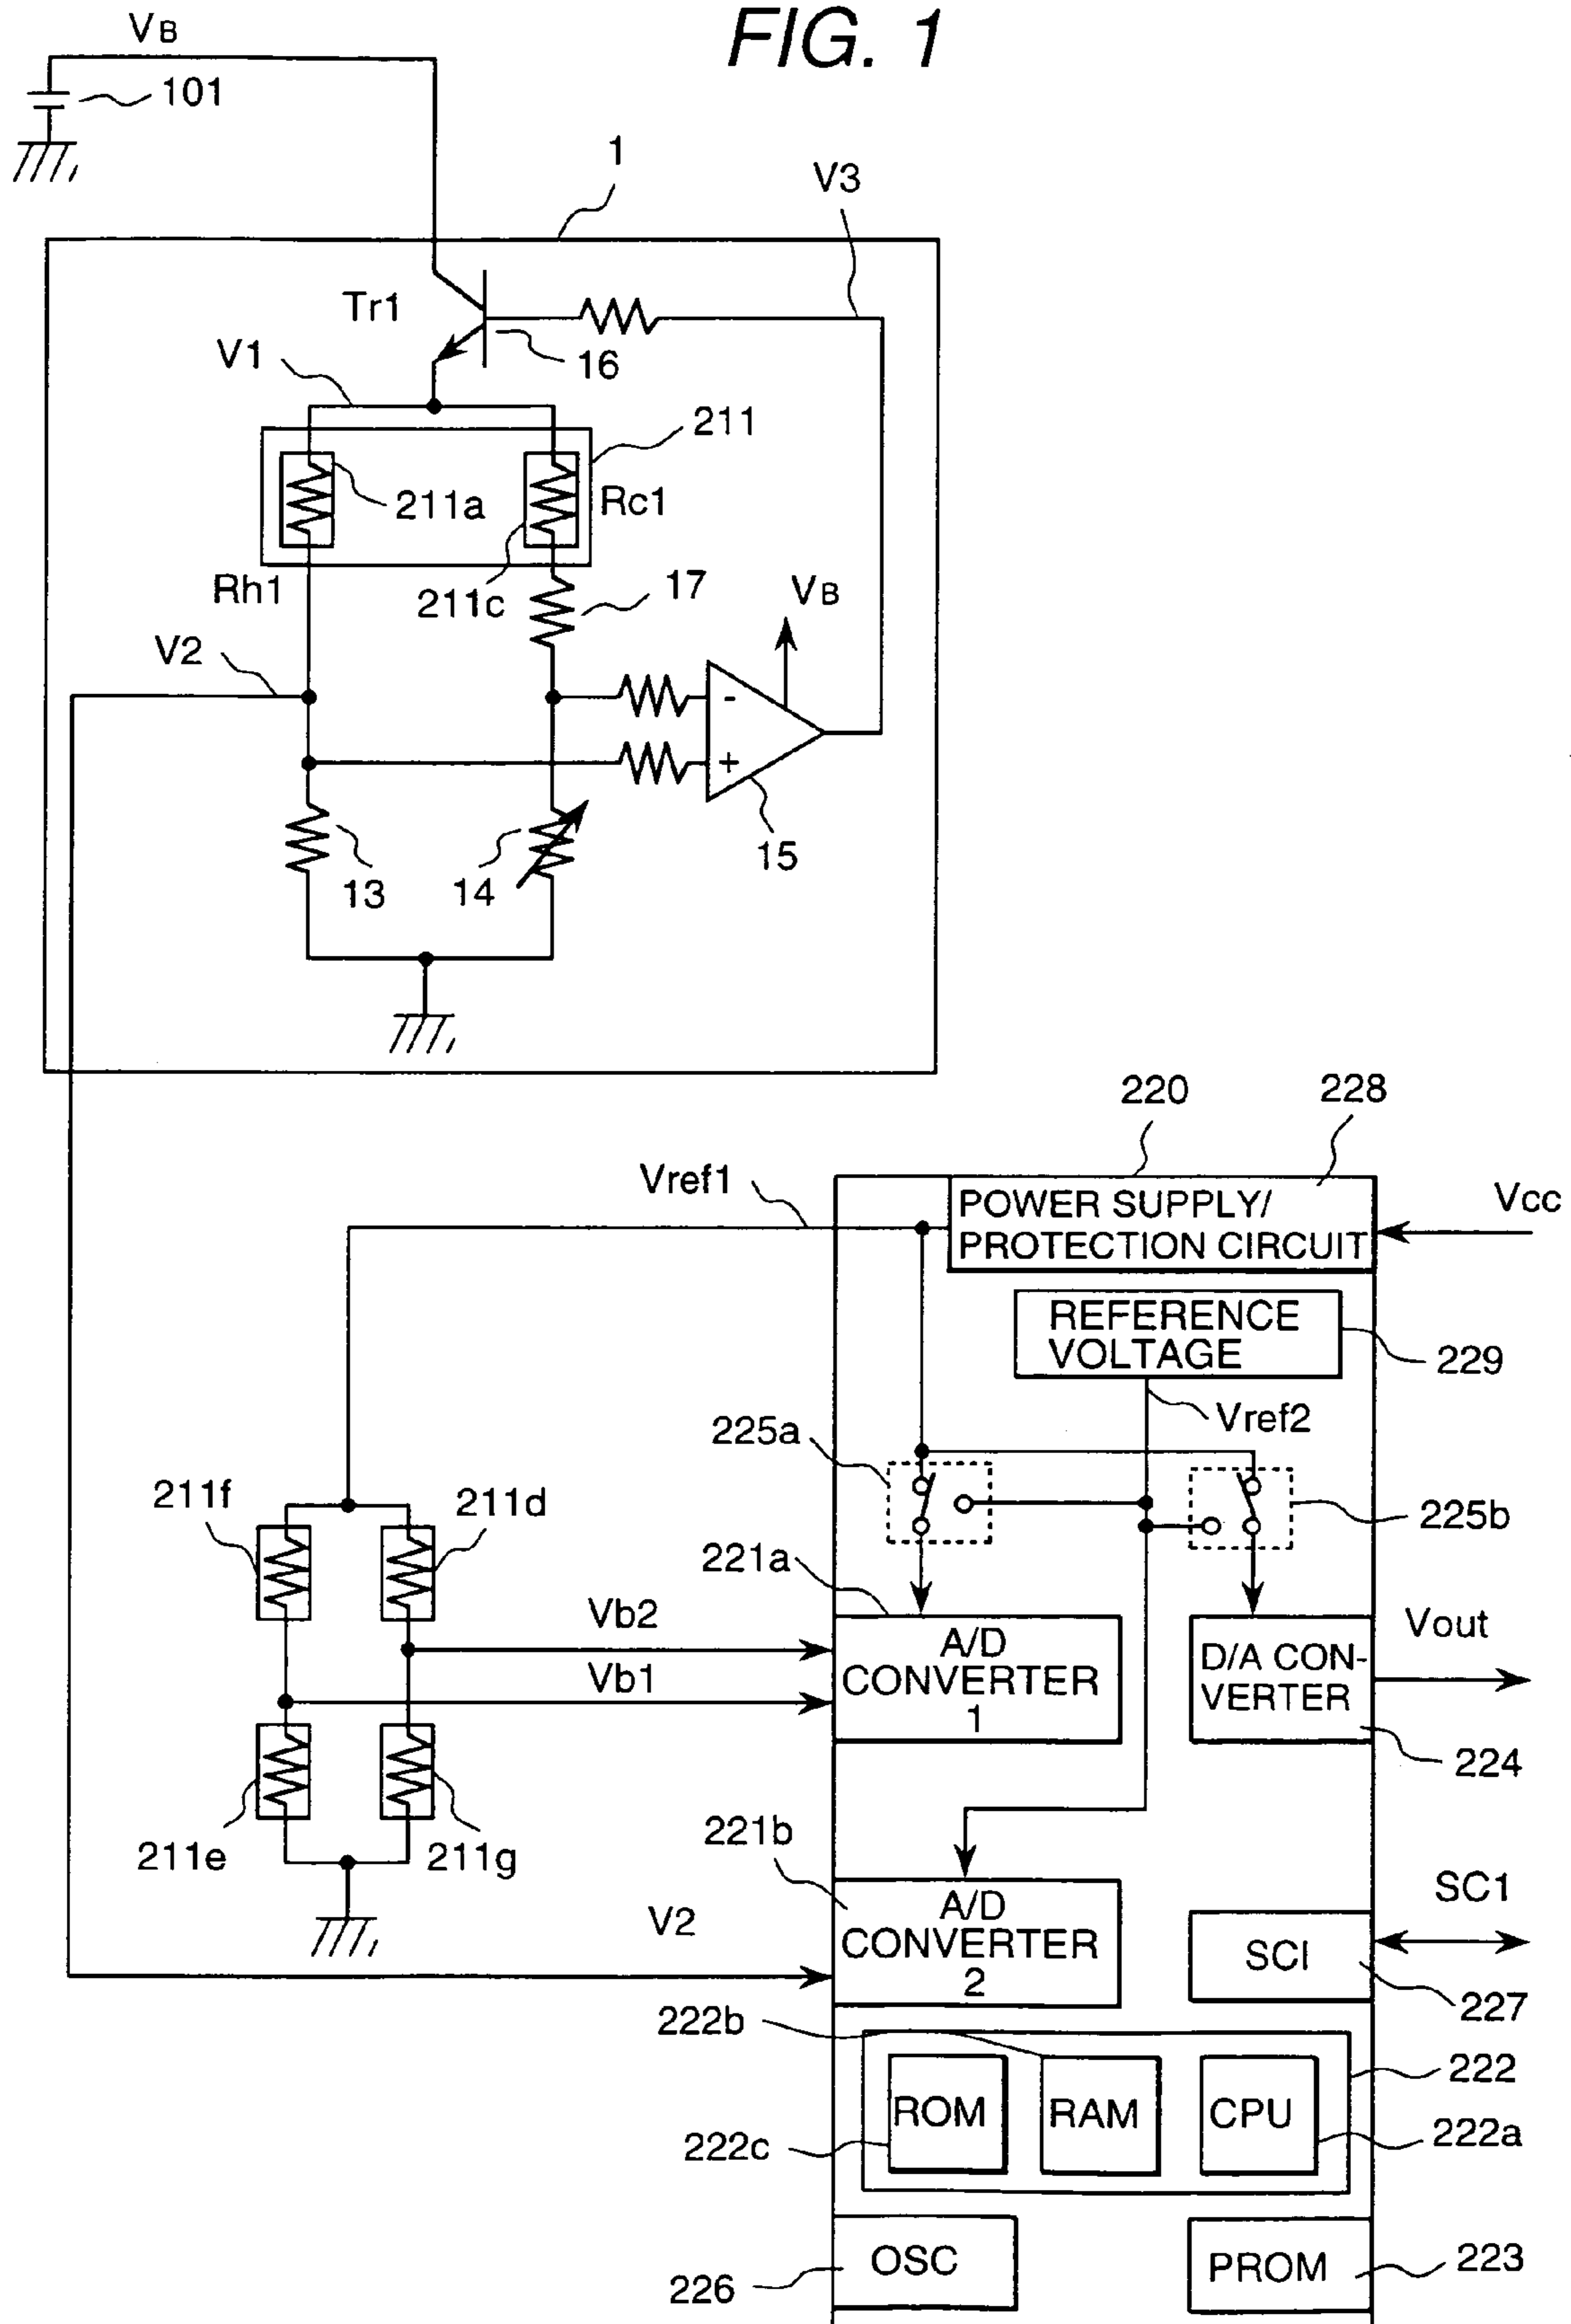 FIG. 1
VB
101
1
V3
Tr1
16
V1
211
211a
Rc1
Rh1
211c
17
VB
V2
-
+
15
13
14
220
228
Vref1
POWER SUPPLY/
PROTECTION CIRCUIT
Vcc
REFERENCE
VOLTAGE
229
Vref2
225a
225b
211f
211d
221a
Vb2
Vb1
A/D
CONVERTER
1
D/A CON-
VERTER
Vout
224
211e
211g
221b
V2
A/D
CONVERTER
2
SC1
SCI
227
222b
222
ROM
RAM
CPU
222c
222a
OSC
226
PROM
223